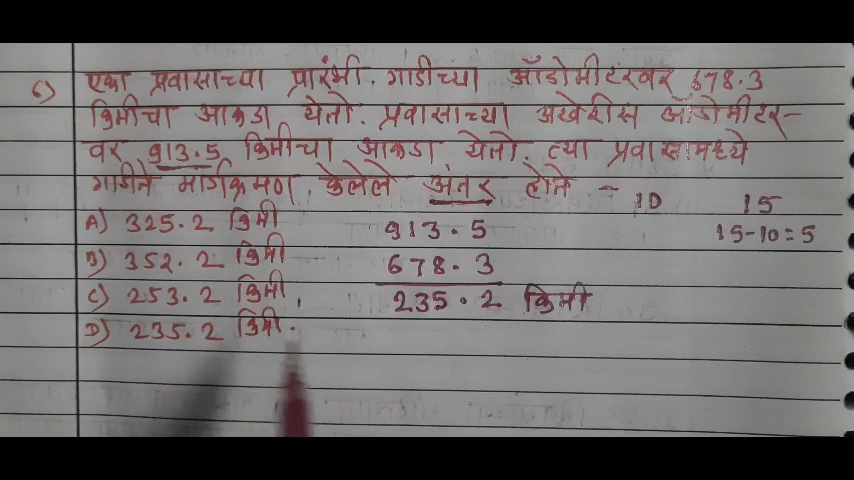 6) एका प्रवासाच्या प्रारंभी गाडीच्या ऑडोमीटरवर 678.3
किमीचा आकडा येतो. प्रवासाच्या अखेरीस ऑडोमीटर-
वर 913.5 किमीचा आकडा येतो. त्या प्रवासामध्ये
गाडीने मार्गक्रमण केलेले अंतर होते -
10 15
15-10=5
A) 325.2 किमी
B) 352.2 किमी
C) 253.2 किमी
D) 235.2 किमी.
913.5
678.3
235.2 किमी